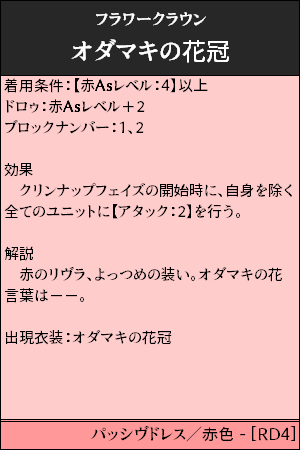 フラワークラウン
オダマキの花冠
着用条件：【赤Asレベル：4】以上
ドロゥ：赤Asレベル＋2
ブロックナンバー：1、2
効果
　クリンナップフェイズの開始時に、自身を除く
全てのユニットに【アタック：2】を行う。
解説
　赤のリヴラ、よっつめの装い。オダマキの花
言葉は－－。
出現衣装：オダマキの花冠
パッシヴドレス／赤色 - [RD4]